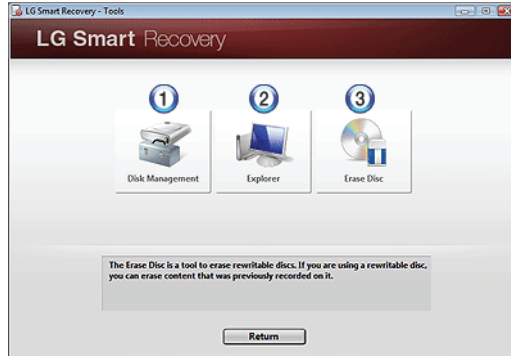 LG Smart Recovery - Tools
LG Smart Recovery
1 2 3
Disk Management Explorer Erase Disc
The Erase Disc is a tool to erase rewritable discs. If you are using a rewritable disc,
you can erase content that was previously recorded on it.
Return